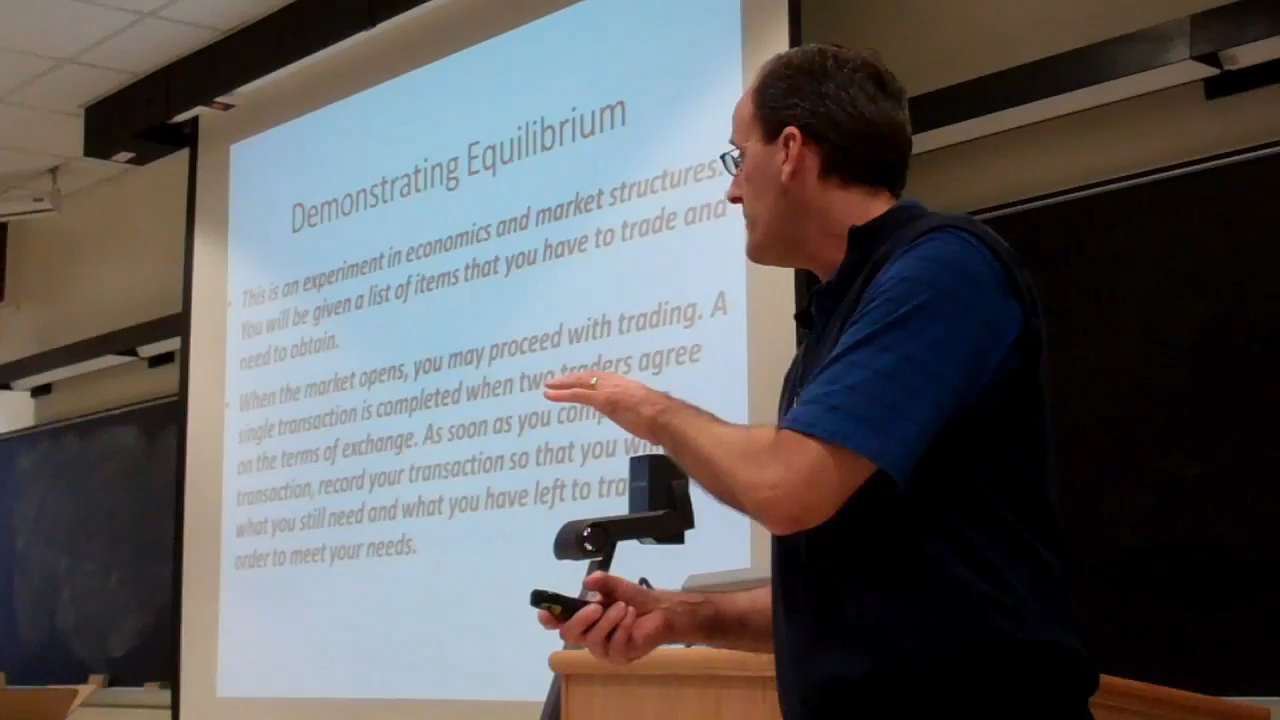 Demonstrating Equilibrium
• This is an experiment in economics and market structures.
You will be given a list of items that you have to trade and
need to obtain.
• When the market opens, you may proceed with trading. A
single transaction is completed when two traders agree
on the terms of exchange. As soon as you comp
transaction, record your transaction so that you
what you still need and what you have left to tra
order to meet your needs.